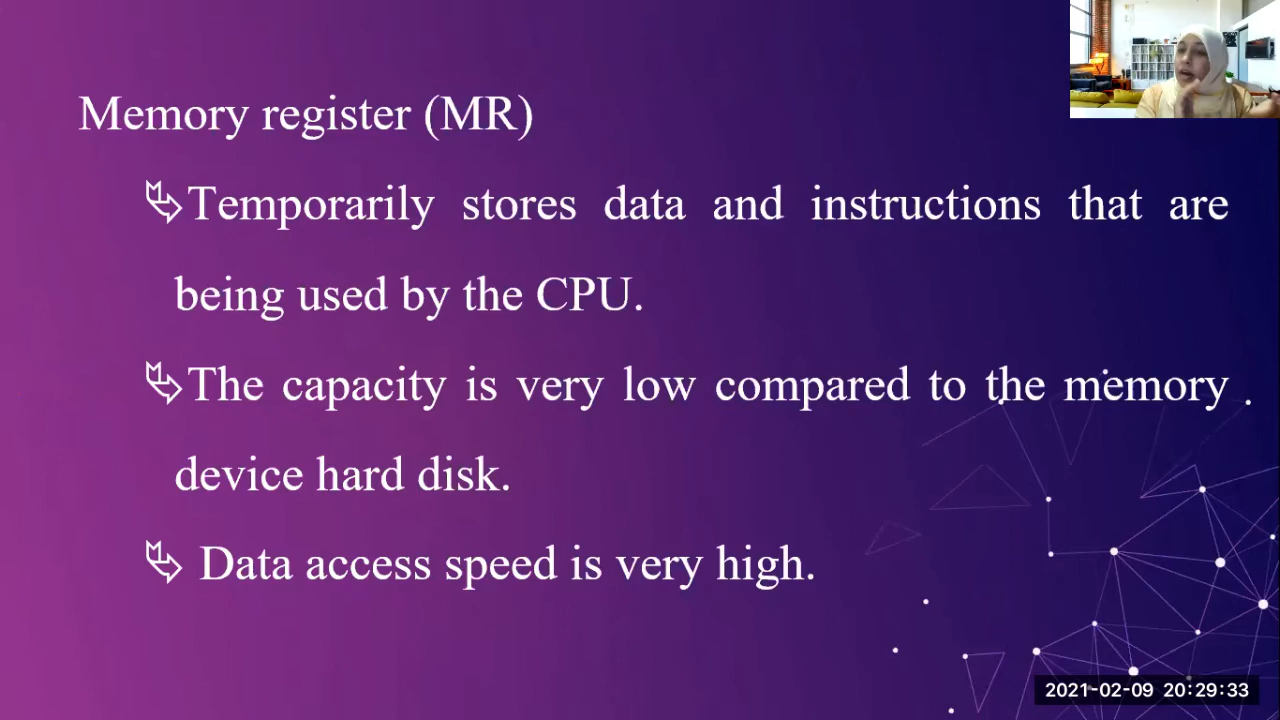 Memory register (MR)
Temporarily stores data and instructions that are
being used by the CPU.
The capacity is very low compared to the memory
device hard disk.
Data access speed is very high.
2021-02-09 20:29:33